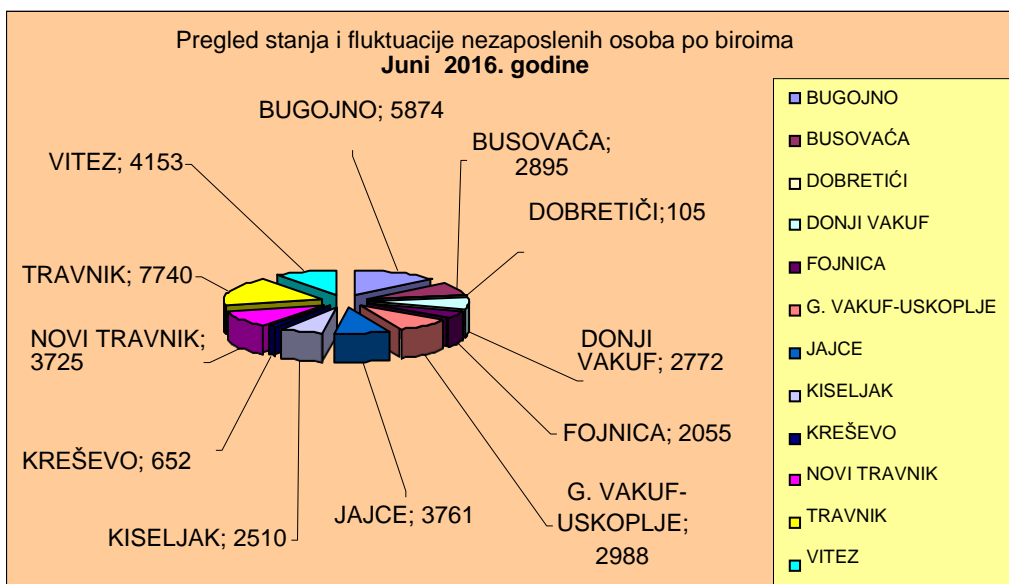 Pregled stanja i fluktuacije nezaposlenih osoba po biroima
Juni 2016. godine
BUGOJNO; 5874
BUSOVAČA;
2895
DOBRETIČI;105
DONJI
VAKUF; 2772
FOJNICA; 2055
G. VAKUF-
USKOPLJE;
2988
JAJCE; 3761
KISELJAK; 2510
KREŠEVO; 652
NOVI TRAVNIK;
3725
TRAVNIK; 7740
VITEZ; 4153
BUGOJNO
BUSOVAĆA
DOBRETIĆI
DONJI VAKUF
FOJNICA
G. VAKUF-USKOPLJE
JAJCE
KISELJAK
KREŠEVO
NOVI TRAVNIK
TRAVNIK
VITEZ